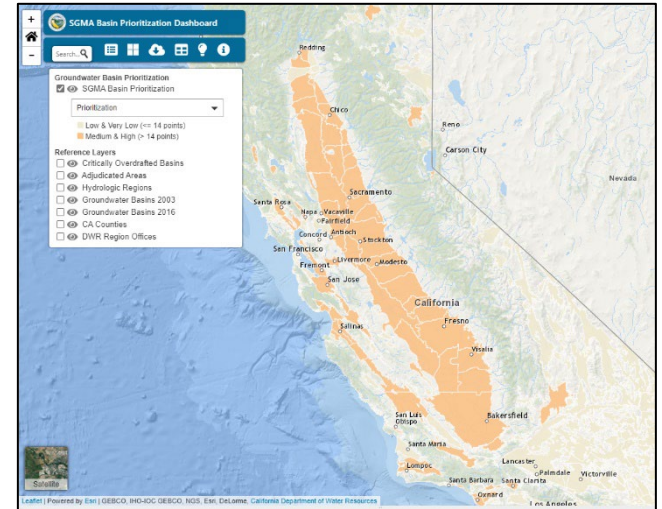 +
-
SGMA Basin Prioritization Dashboard
Search...
Groundwater Basin Prioritization
SGMA Basin Prioritization
Prioritization
Low & Very Low (<= 14 points)
Medium & High (> 14 points)
Reference Layers
Critically Overdrafted Basins
Adjudicated Areas
Hydrologic Regions
Groundwater Basins 2003
Groundwater Basins 2016
CA Counties
DWR Region Offices
Redding
Chico
Reno
Carson City
Nevada
Sacramento
Santa Rosa
Napa
Vacaville
Fairfield
Concord
Antioch
Stockton
San Francisco
Livermore
Modesto
Fremont
San Jose
California
Salinas
Fresno
Visalia
San Luis
Obispo
Bakersfield
Santa Maria
Lompoc
Lancaster
Palmdale
Victorville
Santa Barbara
Santa Clarita
Oxnard
Los Angeles
Satellite
Leaflet | Powered by Esri | GEBCO, IHO-IOC GEBCO, NGS, Esri, DeLorme, California Department of Water Resources